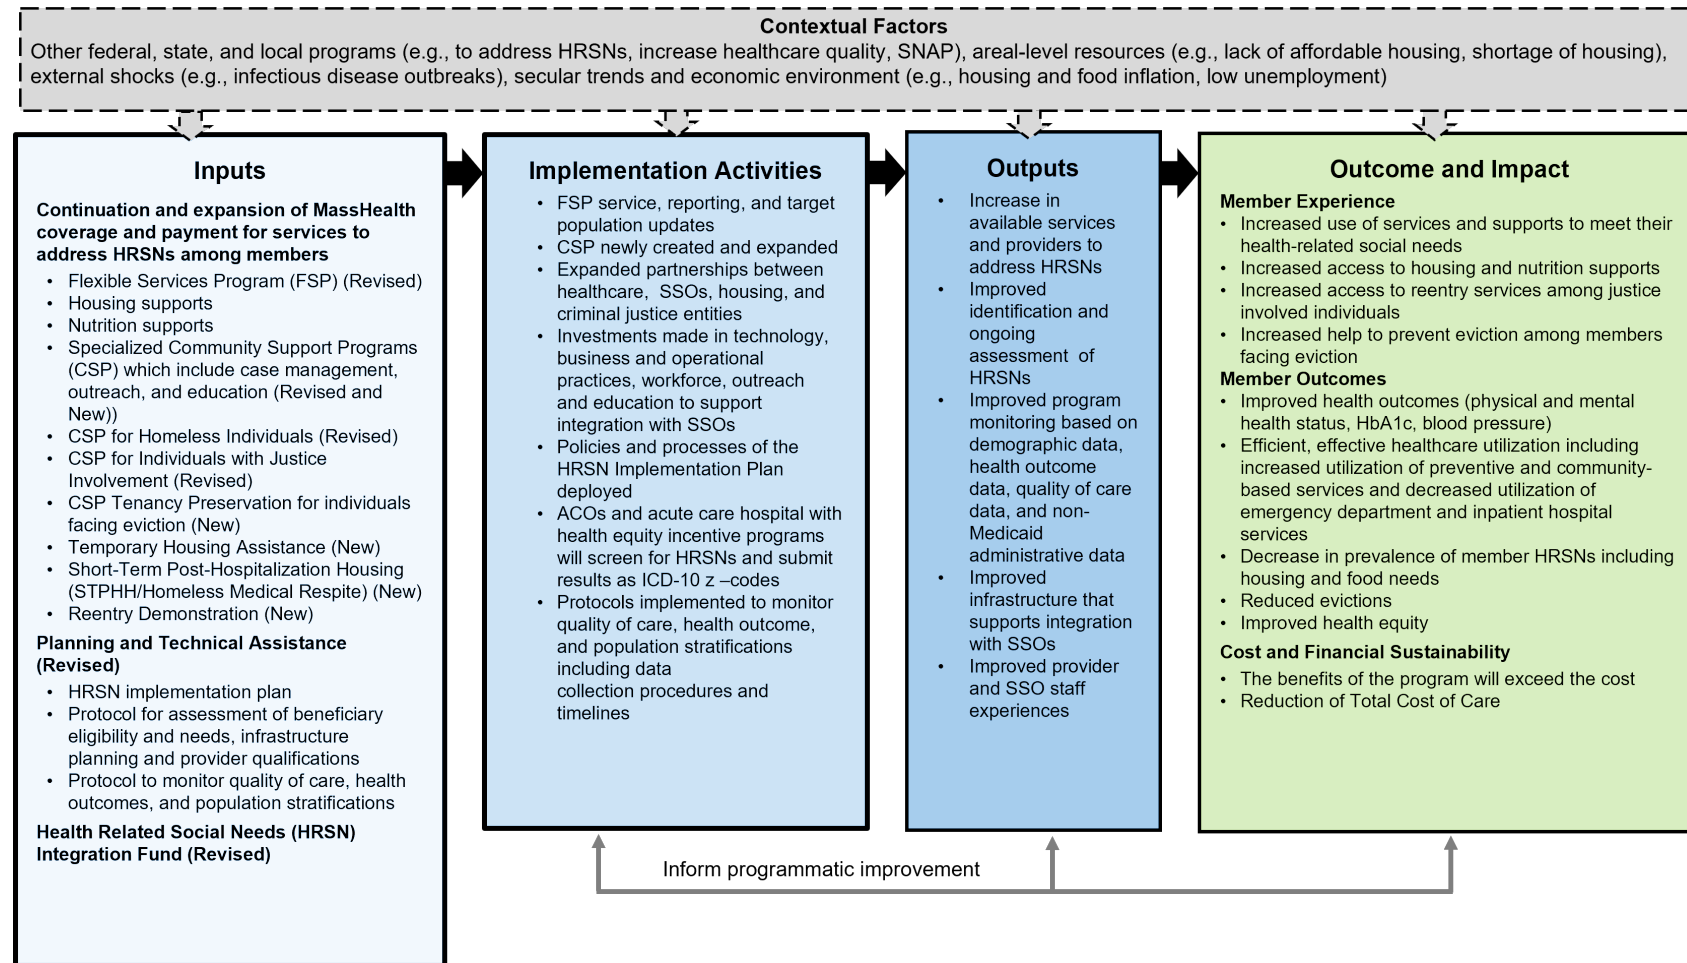 Contextual Factors
Other federal, state, and local programs (e.g., to address HRSNs, increase healthcare quality, SNAP), areal-level resources (e.g., lack of affordable housing, shortage of housing),
external shocks (e.g., infectious disease outbreaks), secular trends and economic environment (e.g., housing and food inflation, low unemployment)
Inputs
Continuation and expansion of MassHealth
coverage and payment for services to
address HRSNs among members
• Flexible Services Program (FSP) (Revised)
• Housing supports
• Nutrition supports
• Specialized Community Support Programs
(CSP) which include case management,
outreach, and education (Revised and
New))
• CSP for Homeless Individuals (Revised)
• CSP for Individuals with Justice
Involvement (Revised)
• CSP Tenancy Preservation for individuals
facing eviction (New)
• Temporary Housing Assistance (New)
• Short-Term Post-Hospitalization Housing
(STPHH/Homeless Medical Respite) (New)
• Reentry Demonstration (New)
Planning and Technical Assistance
(Revised)
• HRSN implementation plan
• Protocol for assessment of beneficiary
eligibility and needs, infrastructure
planning and provider qualifications
• Protocol to monitor quality of care, health
outcomes, and population stratifications
Health Related Social Needs (HRSN)
Integration Fund (Revised)
Implementation Activities
• FSP service, reporting, and target
population updates
• CSP newly created and expanded
• Expanded partnerships between
healthcare,  SSOs, housing, and
criminal justice entities
• Investments made in technology,
business and operational
practices, workforce, outreach
and education to support
integration with SSOs
• Policies and processes of the
HRSN Implementation Plan
deployed
• ACOs and acute care hospital with
health equity incentive programs
will screen for HRSNs and submit
results as ICD-10 z –codes
• Protocols implemented to monitor
quality of care, health outcome,
and population stratifications
including data
collection procedures and
timelines
Outputs
• Increase in
available services
and providers to
address HRSNs
• Improved
identification and
ongoing
assessment  of
HRSNs
• Improved program
monitoring based on
demographic data,
health outcome
data, quality of care
data, and non-
Medicaid
administrative data
• Improved
infrastructure that
supports integration
with SSOs
• Improved provider
and SSO staff
experiences
Outcome and Impact
Member Experience
• Increased use of services and supports to meet their
health-related social needs
• Increased access to housing and nutrition supports
• Increased access to reentry services among justice
involved individuals
• Increased help to prevent eviction among members
facing eviction
Member Outcomes
• Improved health outcomes (physical and mental
health status, HbA1c, blood pressure)
• Efficient, effective healthcare utilization including
increased utilization of preventive and community-
based services and decreased utilization of
emergency department and inpatient hospital
services
• Decrease in prevalence of member HRSNs including
housing and food needs
• Reduced evictions
• Improved health equity
Cost and Financial Sustainability
• The benefits of the program will exceed the cost
• Reduction of Total Cost of Care
Inform programmatic improvement